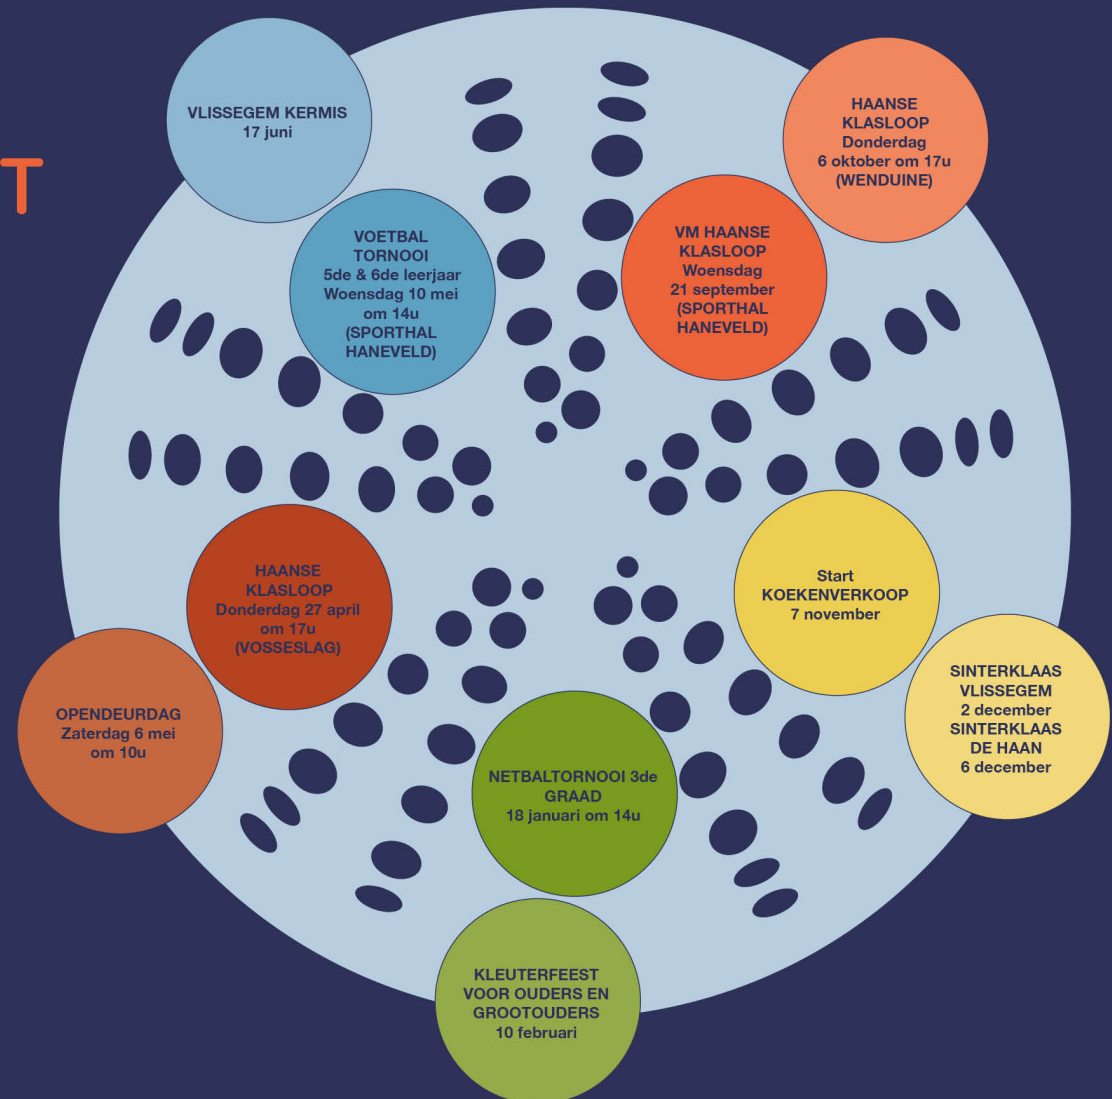 T
VLISSEGEM KERMIS
17 juni
HAANSE
KLASLOOP
Donderdag
6 oktober om 17u
(WENDUINE)
VOETBAL
TORNOOI
5de & 6de leerjaar
Woensdag 10 mei
om 14u
(SPORTHAL
HANEVELD)
VM HAANSE
KLASLOOP
Woensdag
21 september
(SPORTHAL
HANEVELD)
HAANSE
KLASLOOP
Donderdag 27 april
om 17u
(VOSSESLAG)
Start
KOEKENVERKOOP
7 november
OPENDEURDAG
Zaterdag 6 mei
om 10u
SINTERKLAAS
VLISSEGEM
2 december
SINTERKLAAS
DE HAAN
6 december
NETBALTORNOOI 3de
GRAAD
18 januari om 14u
KLEUTERFEEST
VOOR OUDERS EN
GROOTOUDERS
10 februari